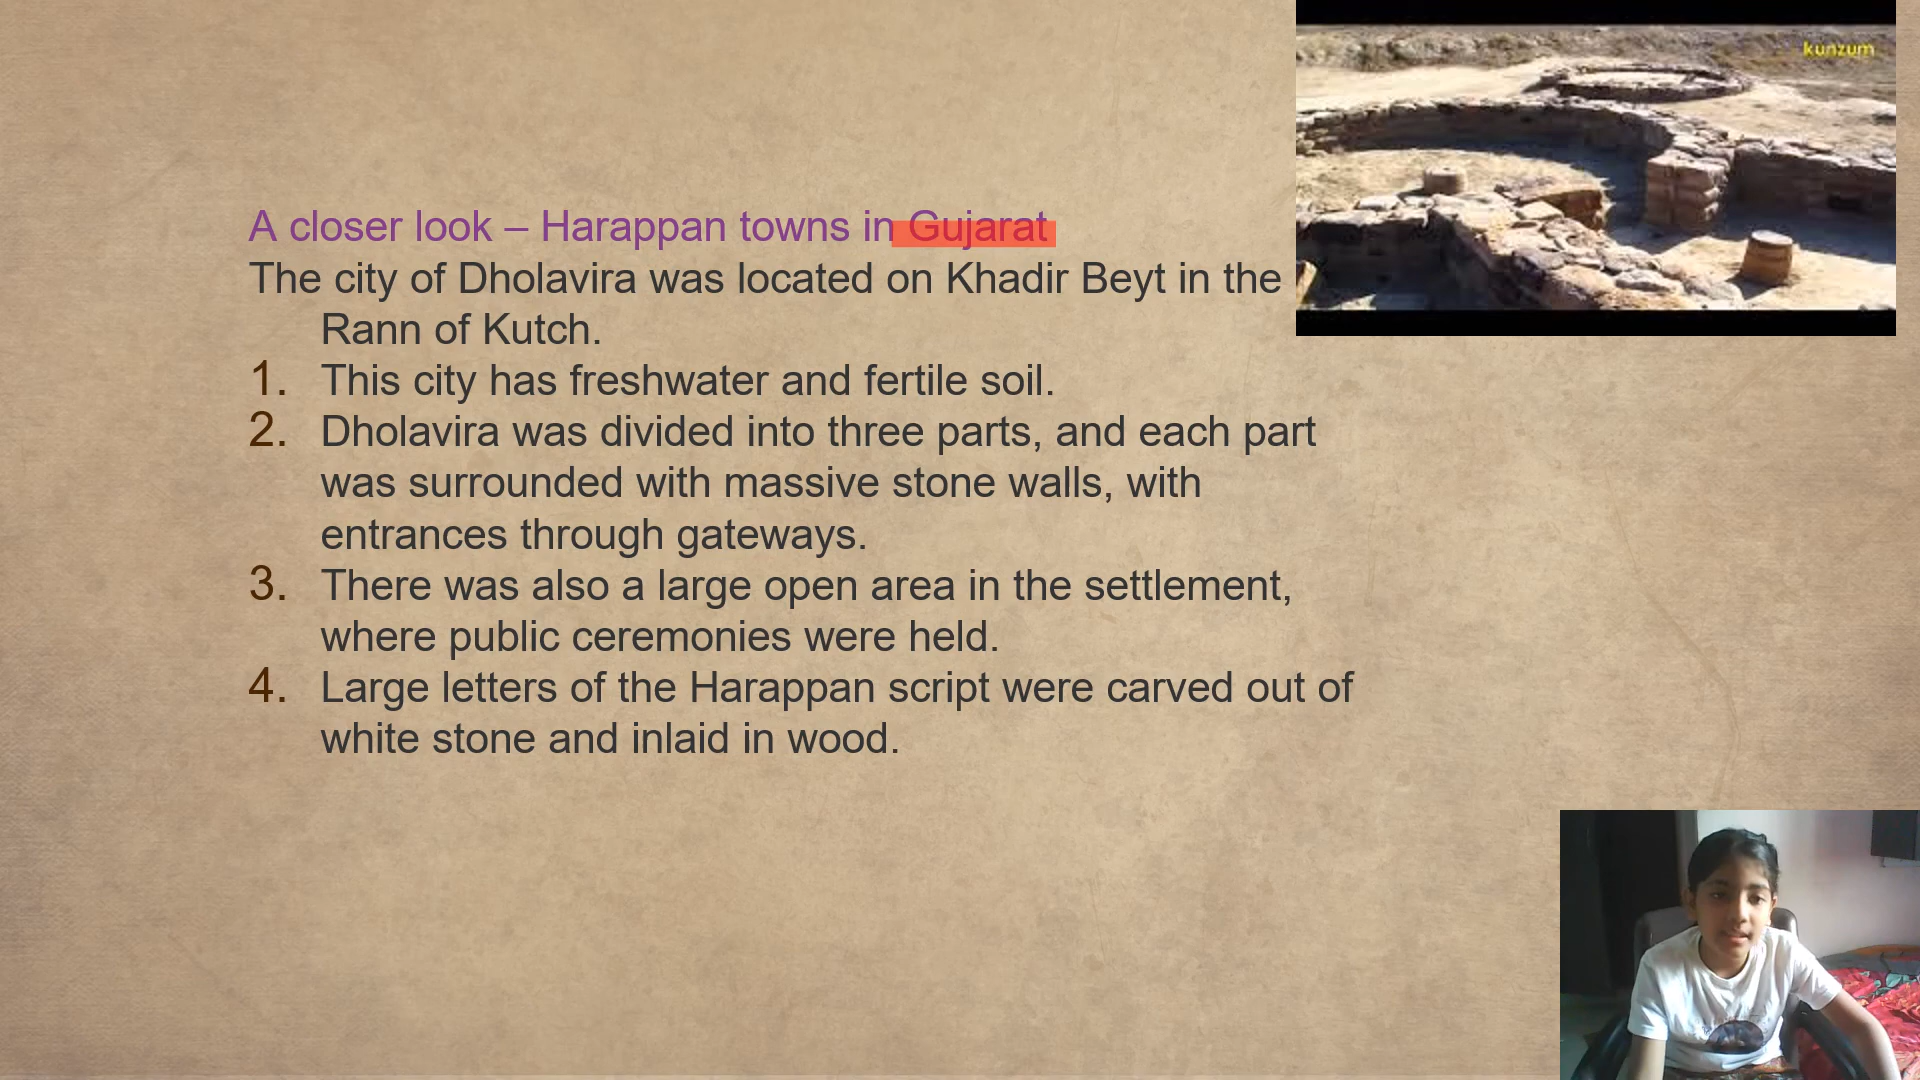 kunzum
A closer look – Harappan towns in Gujarat
The city of Dholavira was located on Khadir Beyt in the
Rann of Kutch.
1. This city has freshwater and fertile soil.
2. Dholavira was divided into three parts, and each part
was surrounded with massive stone walls, with
entrances through gateways.
3. There was also a large open area in the settlement,
where public ceremonies were held.
4. Large letters of the Harappan script were carved out of
white stone and inlaid in wood.